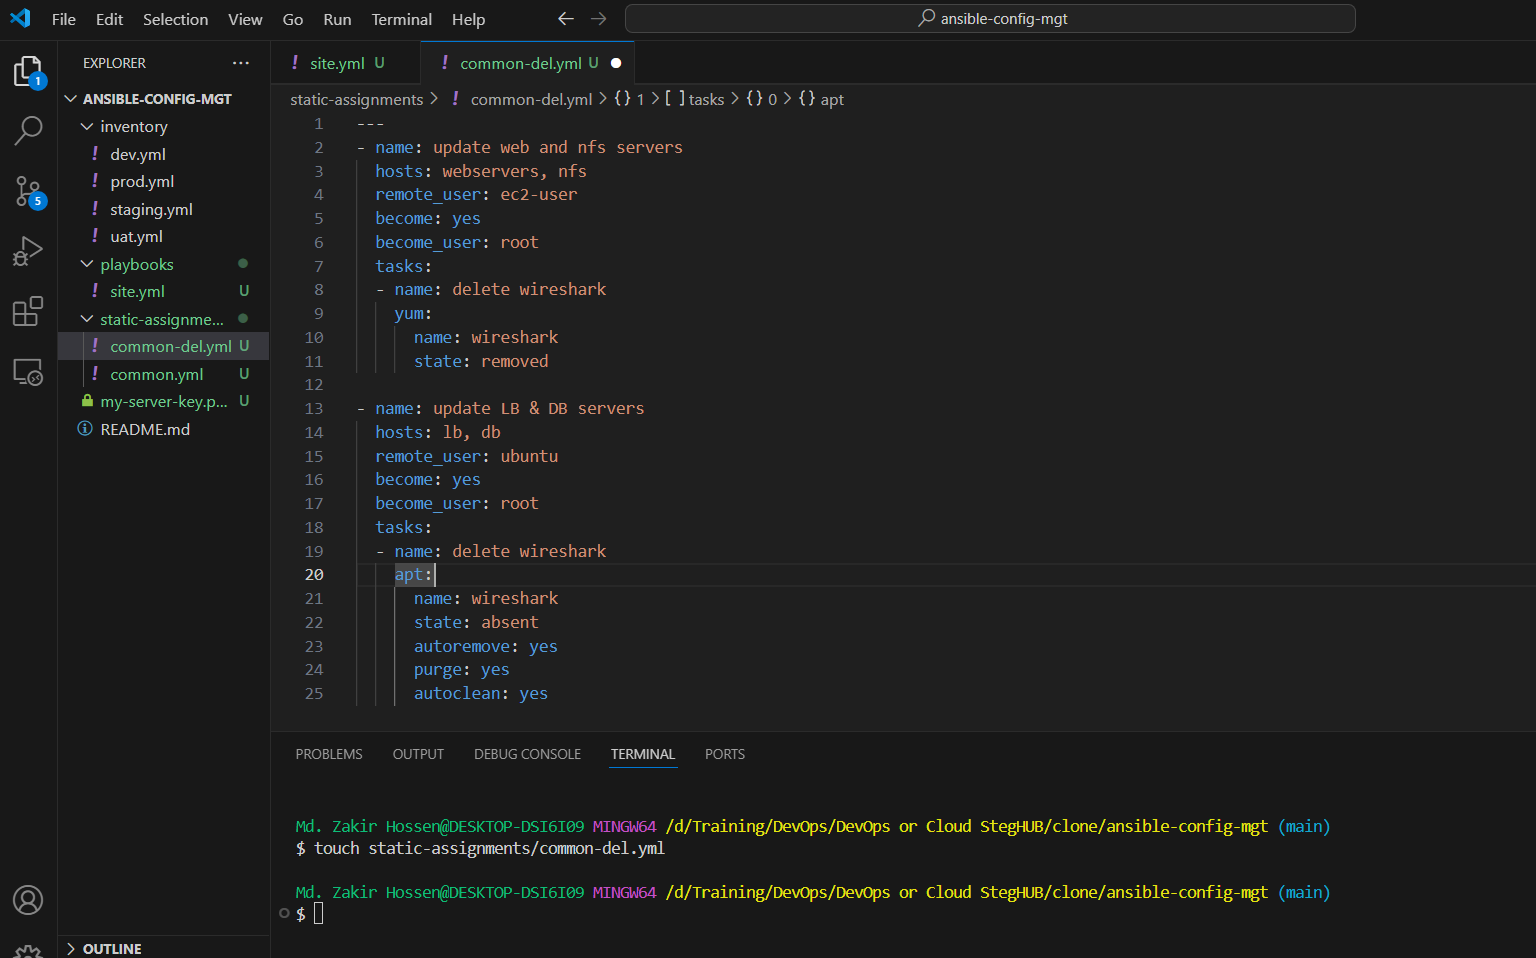 File Edit Selection View Go Run Terminal Help
ansible-config-mgt
EXPLORER
1
5
ANSIBLE-CONFIG-MGT
inventory
! dev.yml
! prod.yml
! staging.yml
! uat.yml
playbooks
! site.yml U
static-assignme...
! common-del.yml U
! common.yml U
my-server-key.p... U
README.md
OUTLINE
! site.yml U
! common-del.yml U
static-assignments > ! common-del.yml > {} 1 > [ ] tasks > {} 0 > {} apt
1 ---
2 - name: update web and nfs servers
3 hosts: webservers, nfs
4 remote_user: ec2-user
5 become: yes
6 become_user: root
7 tasks:
8 - name: delete wireshark
9 yum:
10 name: wireshark
11 state: removed
12
13 - name: update LB & DB servers
14 hosts: lb, db
15 remote_user: ubuntu
16 become: yes
17 become_user: root
18 tasks:
19 - name: delete wireshark
20 apt:
21 name: wireshark
22 state: absent
23 autoremove: yes
24 purge: yes
25 autoclean: yes
PROBLEMS OUTPUT DEBUG CONSOLE TERMINAL PORTS
Md. Zakir Hossen@DESKTOP-DSI6I09 MINGW64 /d/Training/DevOps/DevOps or Cloud StegHUB/clone/ansible-config-mgt (main)
$ touch static-assignments/common-del.yml
Md. Zakir Hossen@DESKTOP-DSI6I09 MINGW64 /d/Training/DevOps/DevOps or Cloud StegHUB/clone/ansible-config-mgt (main)
$